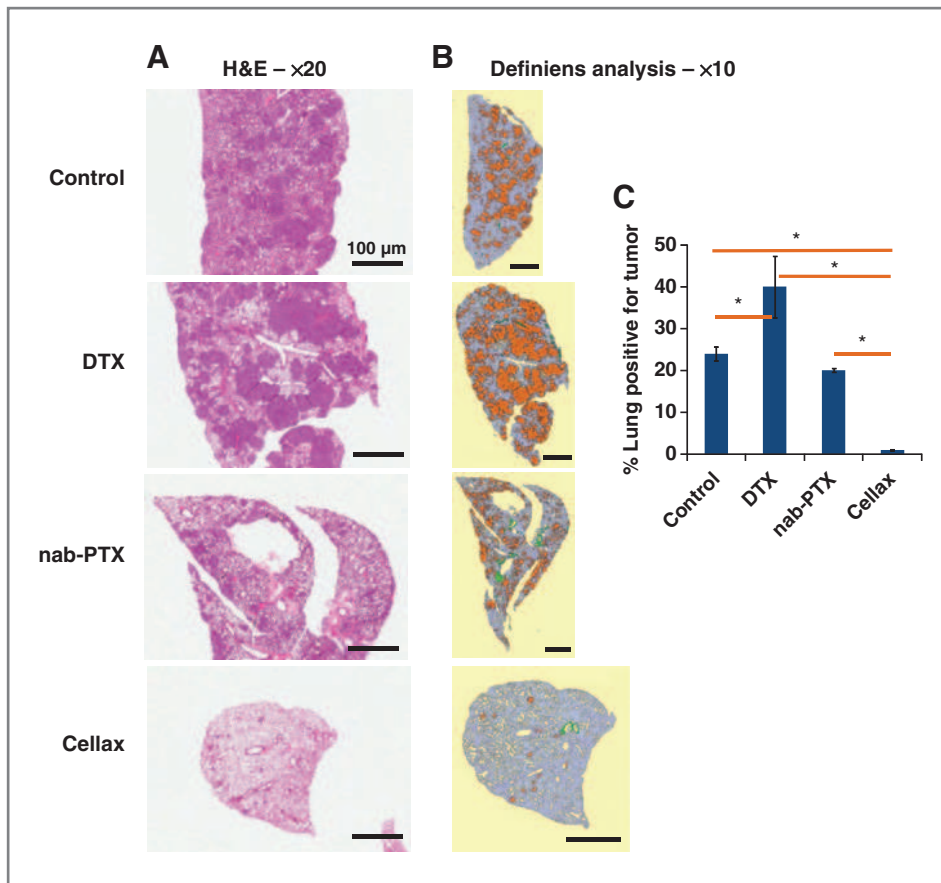 A
H&E – ×20
B
Definiens analysis – ×10
Control
100 µm
DTX
nab-PTX
Cellax
C
% Lung positive for tumor
50
40
30
20
10
0
*
*
*
*
Control
DTX
nab-PTX
Cellax